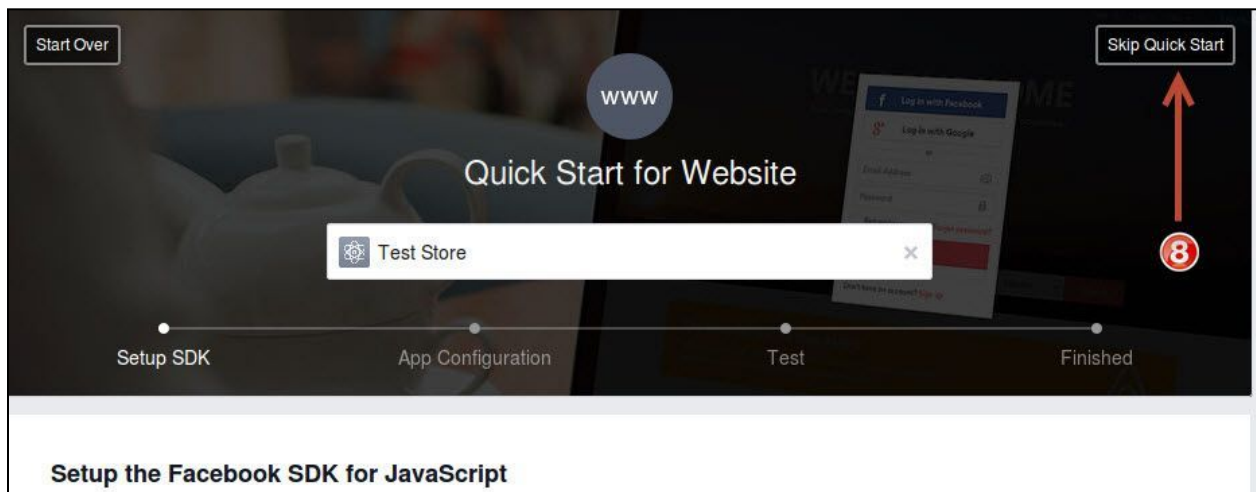 Start Over
Skip Quick Start
www
Quick Start for Website
Test Store
Setup SDK
App Configuration
Test
Finished
8
Log in with Facebook
Log in with Google
Email Address
Password
Setup the Facebook SDK for JavaScript